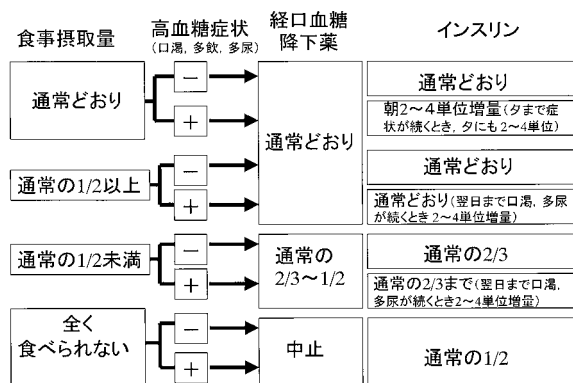 食事摂取量
高血糖症状
(口渇, 多飲, 多尿)
経口血糖
降下薬
インスリン
通常どおり
−
+
通常どおり
通常どおり
朝2〜4単位増量(夕まで症
状が続くとき, 夕にも2〜4単位)
通常の1/2以上
−
+
通常どおり
通常どおり(翌日まで口渇, 多尿
が続くとき2〜4単位増量)
通常の1/2未満
−
+
通常の
2/3〜1/2
通常の2/3
通常の2/3まで(翌日まで口渇,
多尿が続くとき2〜4単位増量)
全く
食べられない
−
+
中止
通常の1/2